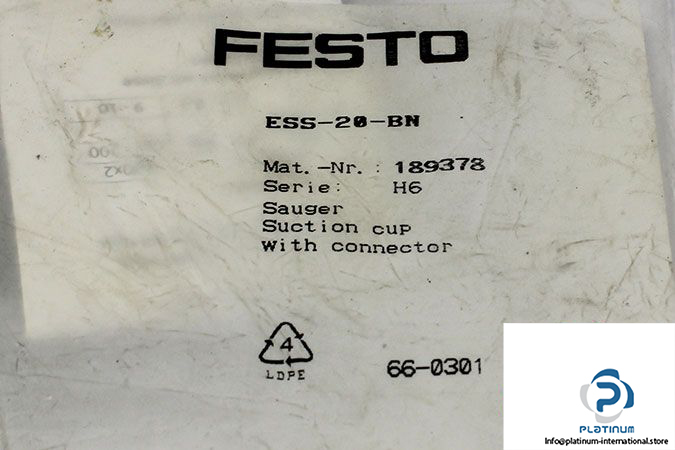 FESTO
ESS-20-BN
Mat.-Nr.: 189378
Serie: H6
Sauger
Suction cup
with connector
4
LDPE
66-0301
PLATINUM
Info@platinum-international.store